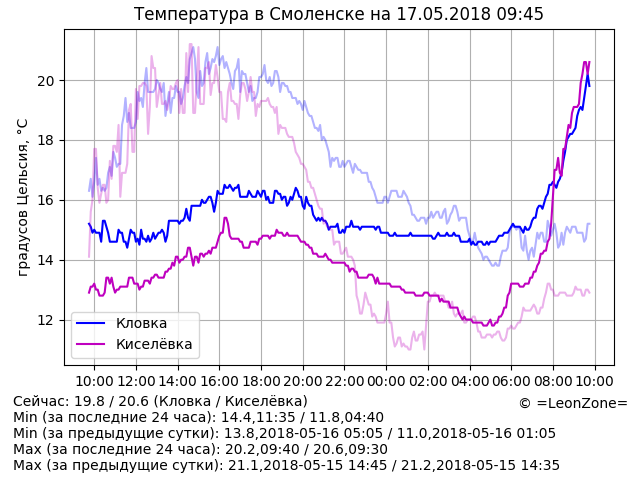 Температура в Смоленске на 17.05.2018 09:45
градусов Цельсия, °C
20
18
16
14
12
Кловка
Киселёвка
10:00 12:00 14:00 16:00 18:00 20:00 22:00 00:00 02:00 04:00 06:00 08:00 10:00
Сейчас: 19.8 / 20.6 (Кловка / Киселёвка)
© =LeonZone=
Min (за последние 24 часа): 14.4,11:35 / 11.8,04:40
Min (за предыдущие сутки): 13.8,2018-05-16 05:05 / 11.0,2018-05-16 01:05
Max (за последние 24 часа): 20.2,09:40 / 20.6,09:30
Max (за предыдущие сутки): 21.1,2018-05-15 14:45 / 21.2,2018-05-15 14:35